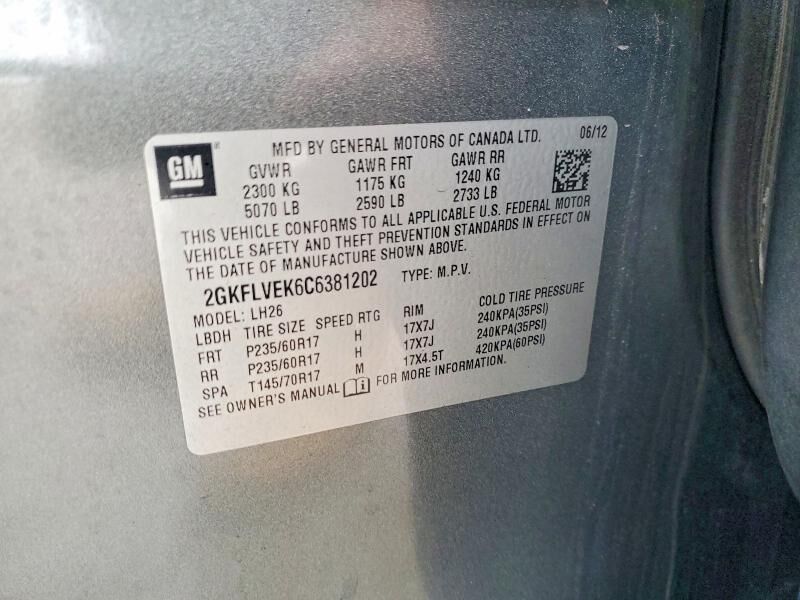 GM
MFD BY GENERAL MOTORS OF CANADA LTD. 06/12
GVWR GAWR FRT GAWR RR
2300 KG 1175 KG 1240 KG
5070 LB 2590 LB 2733 LB
THIS VEHICLE CONFORMS TO ALL APPLICABLE U.S. FEDERAL MOTOR
VEHICLE SAFETY AND THEFT PREVENTION STANDARDS IN EFFECT ON
THE DATE OF MANUFACTURE SHOWN ABOVE.
2GKFLVEK6C6381202 TYPE: M.P.V.
MODEL: LH26
LBDH TIRE SIZE SPEED RTG RIM COLD TIRE PRESSURE
FRT P235/60R17 H 17X7J 240KPA(35PSI)
RR P235/60R17 H 17X7J 240KPA(35PSI)
SPA T145/70R17 M 17X4.5T 420KPA(60PSI)
SEE OWNER'S MANUAL FOR MORE INFORMATION.